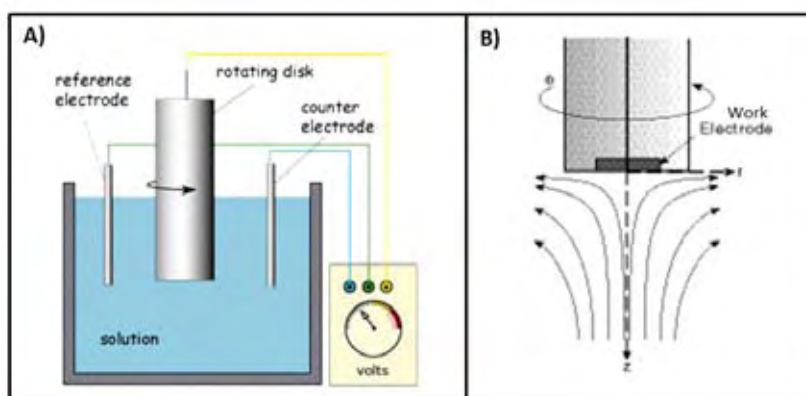 A)
rotating disk
reference
electrode
counter
electrode
solution
volts
B)
Work
Electrode
r
z